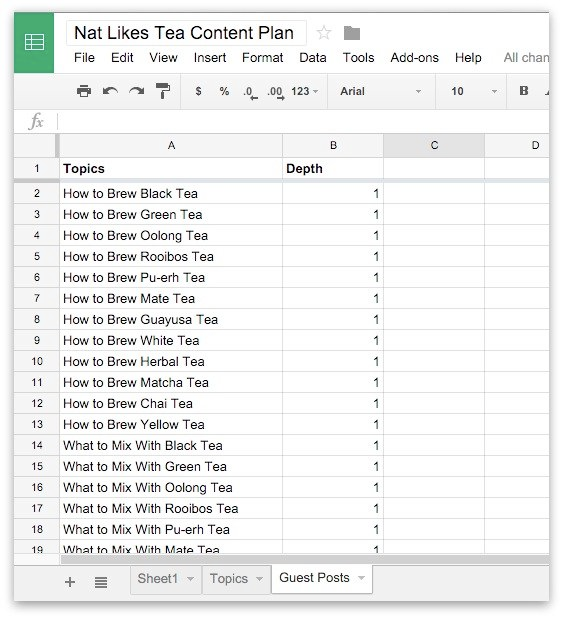 Nat Likes Tea Content Plan
File Edit View Insert Format Data Tools Add-ons Help All chan
$ % .0 .00 123 Arial 10 B
fx
A B C D
1 Topics Depth
2 How to Brew Black Tea 1
3 How to Brew Green Tea 1
4 How to Brew Oolong Tea 1
5 How to Brew Rooibos Tea 1
6 How to Brew Pu-erh Tea 1
7 How to Brew Mate Tea 1
8 How to Brew Guayusa Tea 1
9 How to Brew White Tea 1
10 How to Brew Herbal Tea 1
11 How to Brew Matcha Tea 1
12 How to Brew Chai Tea 1
13 How to Brew Yellow Tea 1
14 What to Mix With Black Tea 1
15 What to Mix With Green Tea 1
16 What to Mix With Oolong Tea 1
17 What to Mix With Rooibos Tea 1
18 What to Mix With Pu-erh Tea 1
19 What to Mix With Mate Tea 1
Sheet1 Topics Guest Posts